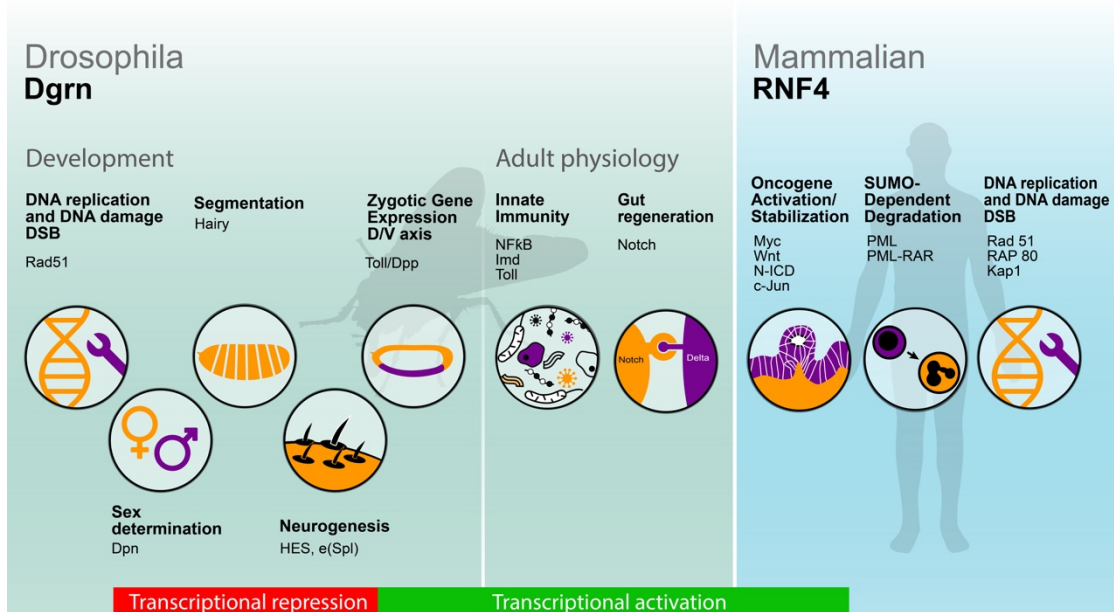 Drosophila
Dgrn
Development
DNA replication
and DNA damage
DSB
Rad51
Segmentation
Hairy
Zygotic Gene
Expression
D/V axis
Toll/Dpp
Sex
determination
Dpn
Neurogenesis
HES, e(Spl)
Adult physiology
Innate
Immunity
NFƙB
Imd
Toll
Gut
regeneration
Notch
Notch
Delta
Mammalian
RNF4
Oncogene
Activation/
Stabilization
Myc
Wnt
N-ICD
c-Jun
SUMO-
Dependent
Degradation
PML
PML-RAR
DNA replication
and DNA damage
DSB
Rad 51
RAP 80
Kap1
Transcriptional repression
Transcriptional activation